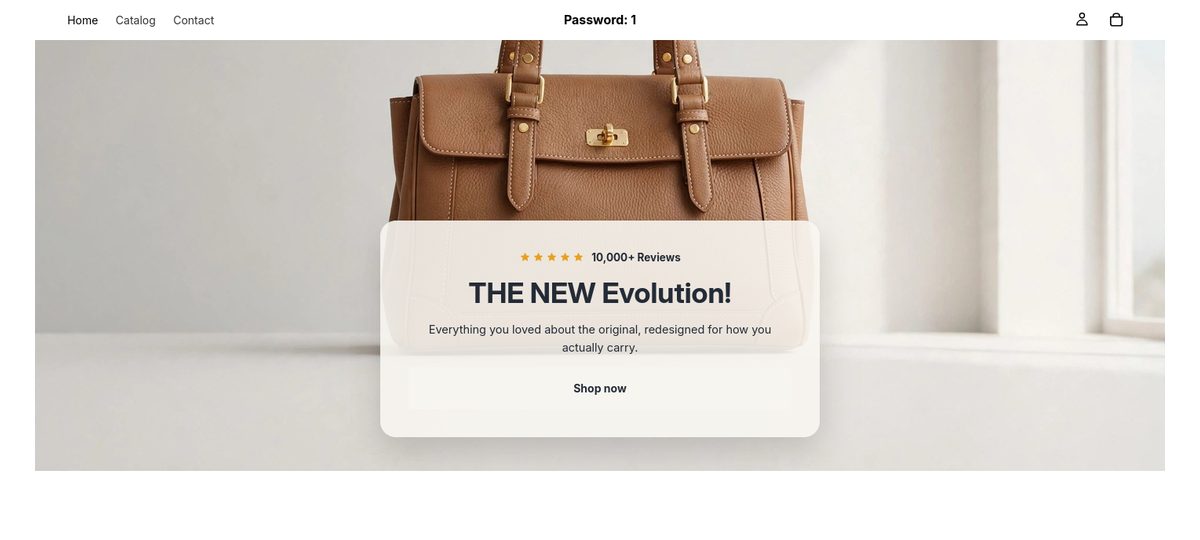 Home Catalog Contact
Password: 1
10,000+ Reviews
THE NEW Evolution!
Everything you loved about the original, redesigned for how you
actually carry.
Shop now